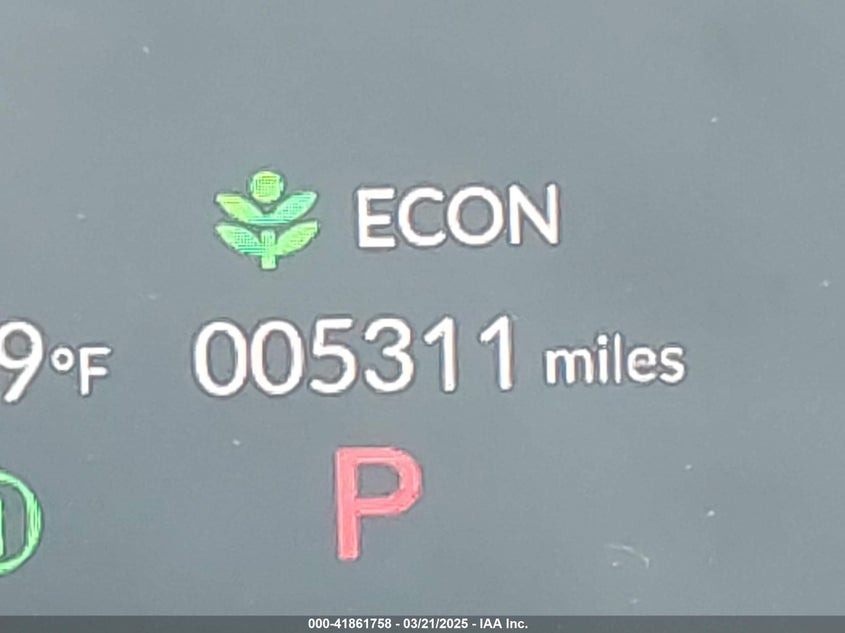 ECON
9°F 005311 miles
P
000-41861758 - 03/21/2025 - IAA Inc.